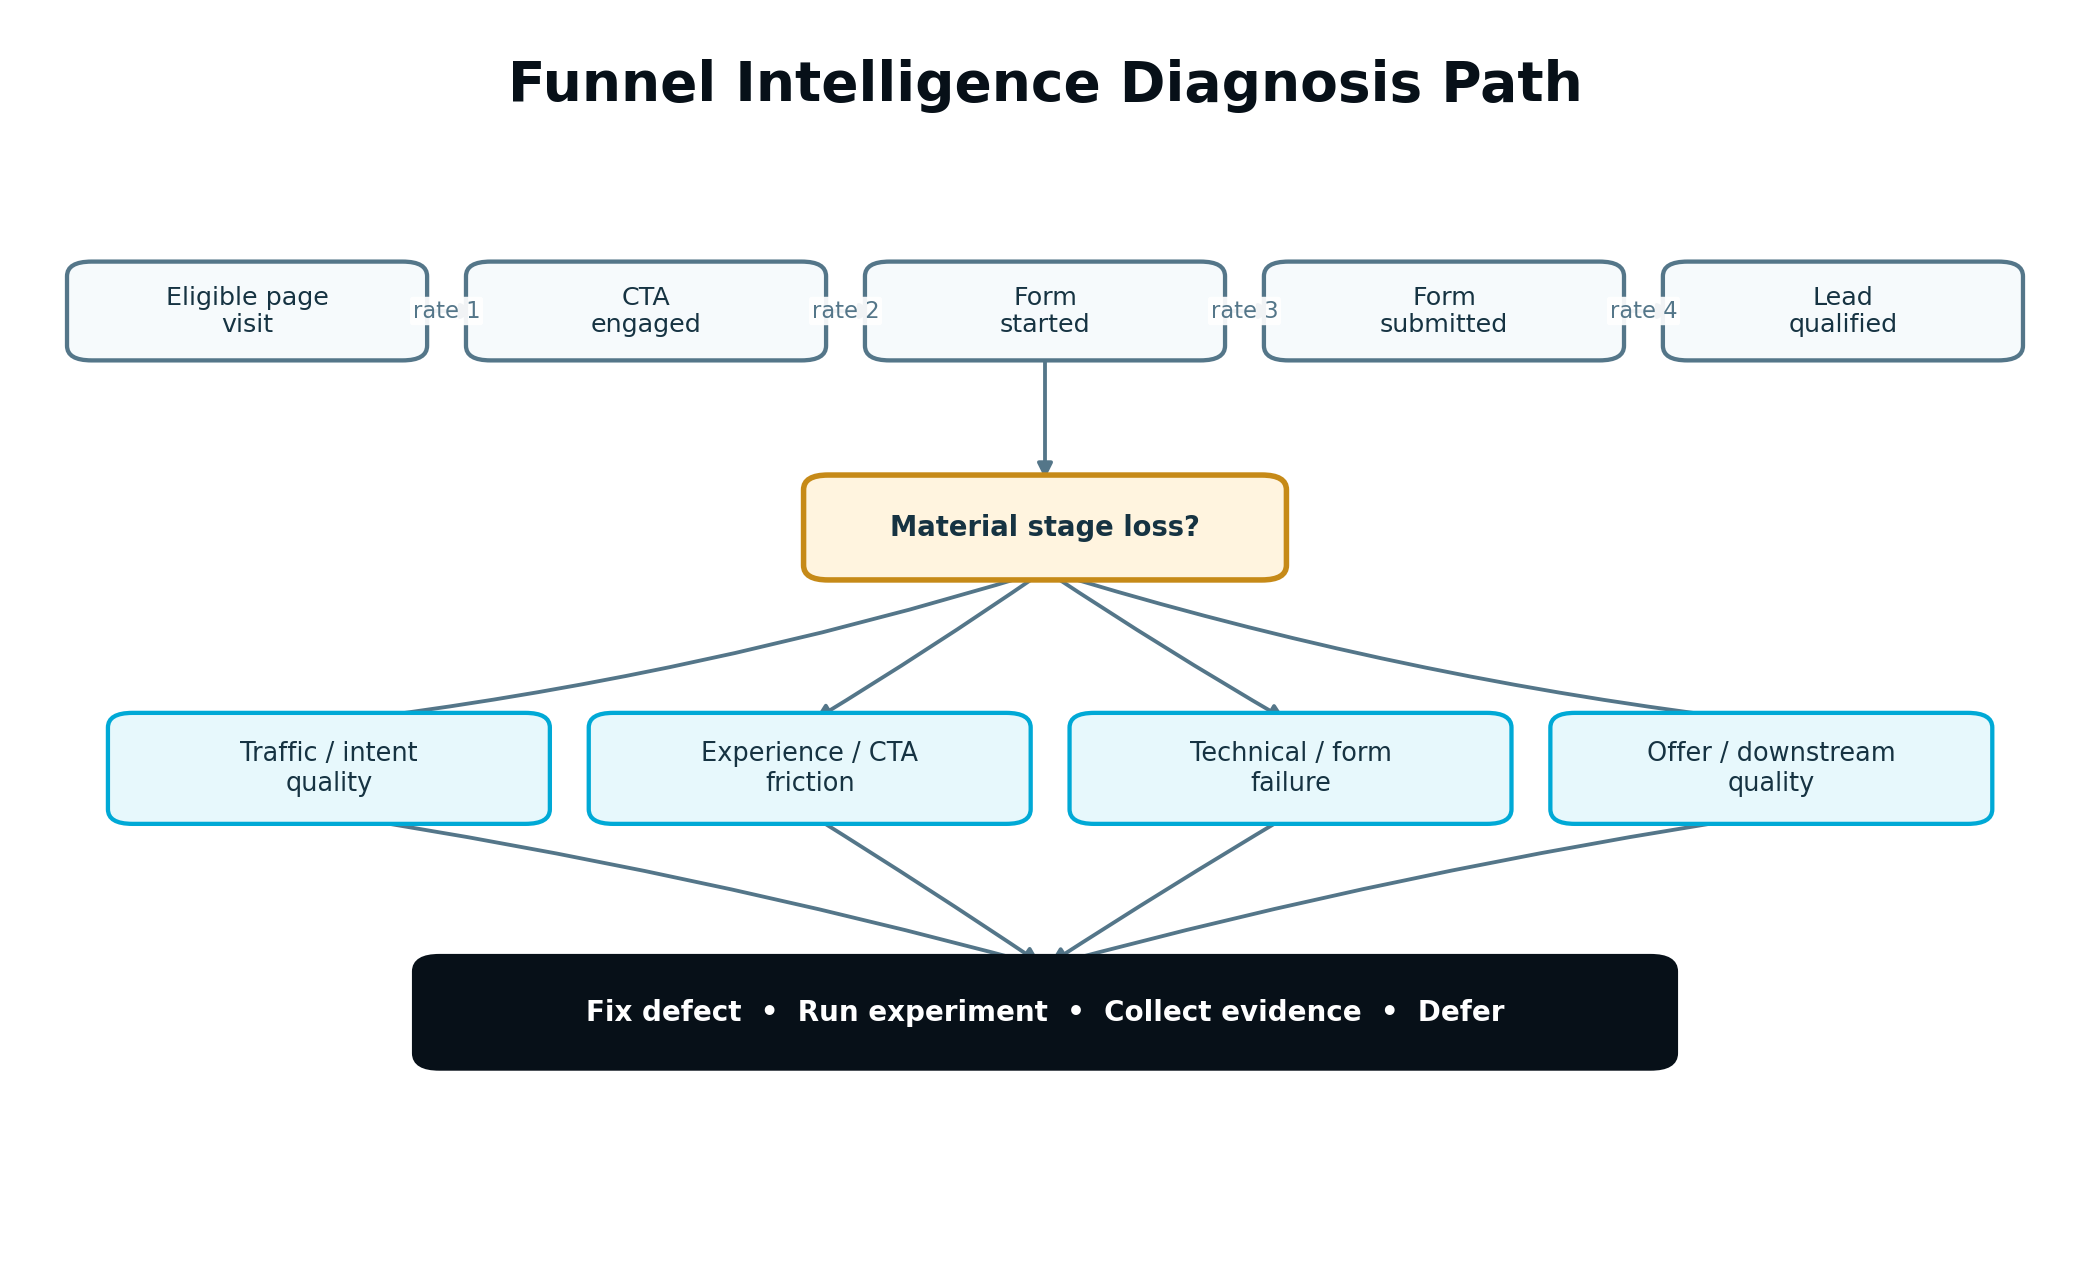 Funnel Intelligence Diagnosis Path
Eligible page
visit
rate 1
CTA
engaged
rate 2
Form
started
rate 3
Form
submitted
rate 4
Lead
qualified
Material stage loss?
Traffic / intent
quality
Experience / CTA
friction
Technical / form
failure
Offer / downstream
quality
Fix defect • Run experiment • Collect evidence • Defer